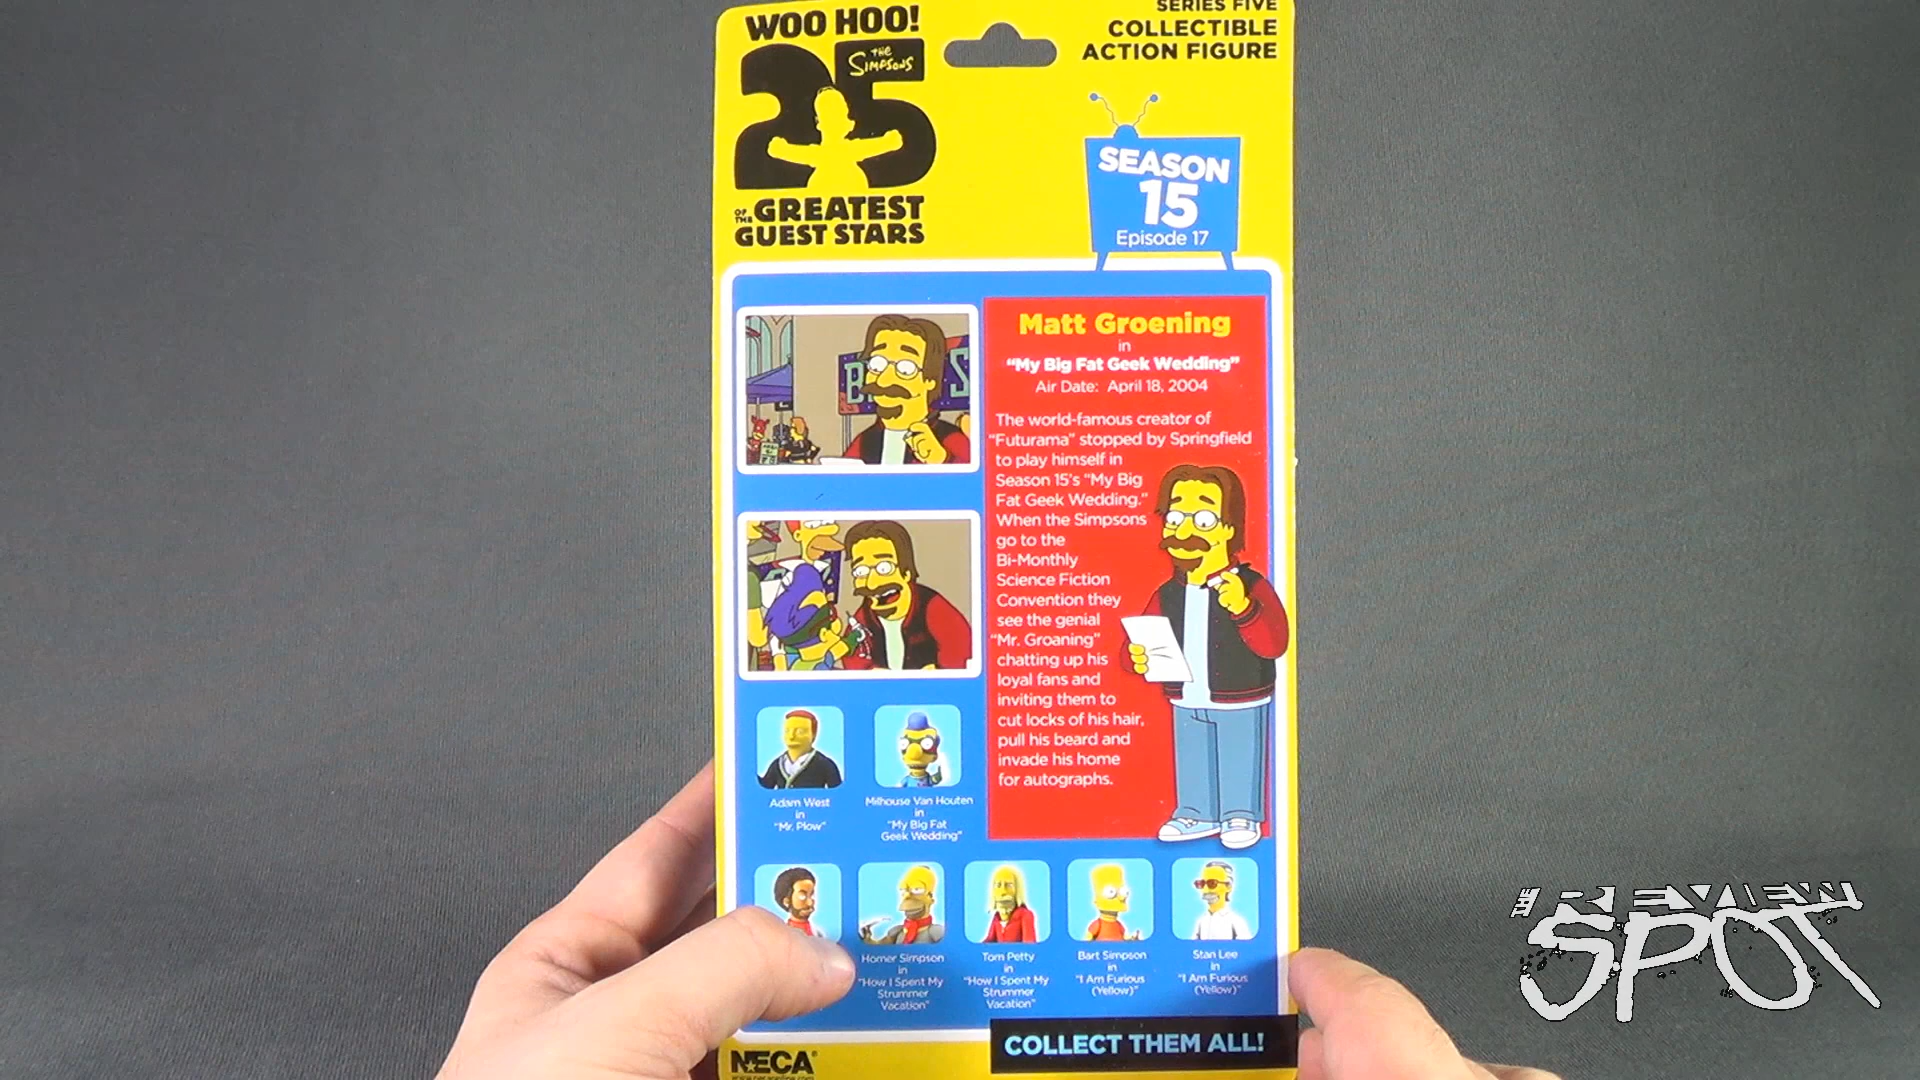 WOO HOO!
THE
SIMPSONS
25
OF THE GREATEST
GUEST STARS
SERIES FIVE
COLLECTIBLE
ACTION FIGURE
SEASON
15
Episode 17
Matt Groening
in
“My Big Fat Geek Wedding”
Air Date: April 18, 2004
The world-famous creator of
“Futurama” stopped by Springfield
to play himself in
Season 15’s “My Big
Fat Geek Wedding.”
When the Simpsons
go to the
Bi-Monthly
Science Fiction
Convention they
see the genial
“Mr. Groaning”
chatting up his
loyal fans and
inviting them to
cut locks of his hair,
pull his beard and
invade his home
for autographs.
Adam West
in
“Mr. Plow”
Milhouse Van Houten
in
“My Big Fat
Geek Wedding”
Homer Simpson
in
“How I Spent My
Strummer
Vacation”
Tom Petty
in
“How I Spent My
Strummer
Vacation”
Bart Simpson
in
“I Am Furious
(Yellow)”
Stan Lee
in
“I Am Furious
(Yellow)”
COLLECT THEM ALL!
NECA®
THE REVIEW
SPOT